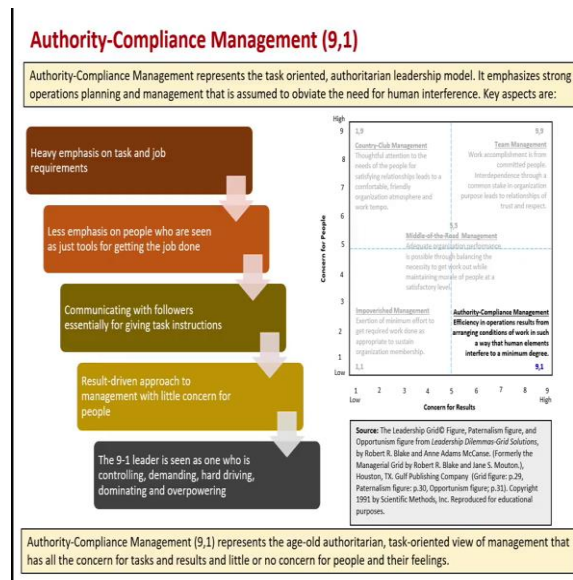 Authority-Compliance Management (9,1)
Authority-Compliance Management represents the task oriented, authoritarian leadership model. It emphasizes strong
operations planning and management that is assumed to obviate the need for human interference. Key aspects are:
Heavy emphasis on task and job
requirements
Less emphasis on people who are seen
as just tools for getting the job done
Communicating with followers
essentially for giving task instructions
Result-driven approach to
management with little concern for
people
The 9-1 leader is seen as one who is
controlling, demanding, hard driving,
dominating and overpowering
High
9
8
7
6
5
4
3
2
1
Low
Concern for People
1,9
Country-Club Management
Thoughtful attention to the
needs of the people for
satisfying relationships leads to a
comfortable, friendly
organization atmosphere and
work tempo.
9,9
Team Management
Work accomplishment is from
committed people.
Interdependence through a
common stake in organization
purpose leads to relationships of
trust and respect.
5,5
Middle-of-the-Road Management
Adequate organization performance
is possible through balancing the
necessity to get work out while
maintaining morale of people at a
satisfactory level.
Impoverished Management
Exertion of minimum effort to
get required work done as
appropriate to sustain
organization membership.
1,1
Authority-Compliance Management
Efficiency in operations results from
arranging conditions of work in such
a way that human elements
interfere to a minimum degree.
9,1
1 2 3 4 5 6 7 8 9
Low High
Concern for Results
Source: The Leadership Grid© Figure, Paternalism figure, and
Opportunism figure from Leadership Dilemmas-Grid Solutions,
by Robert R. Blake and Anne Adams McCanse. (Formerly the
Managerial Grid by Robert R. Blake and Jane S. Mouton.),
Houston, TX. Gulf Publishing Company (Grid figure: p.29,
Paternalism figure: p.30, Opportunism figure; p.31). Copyright
1991 by Scientific Methods, Inc. Reproduced for educational
purposes.
Authority-Compliance Management (9,1) represents the age-old authoritarian, task-oriented view of management that
has all the concern for tasks and results and little or no concern for people and their feelings.